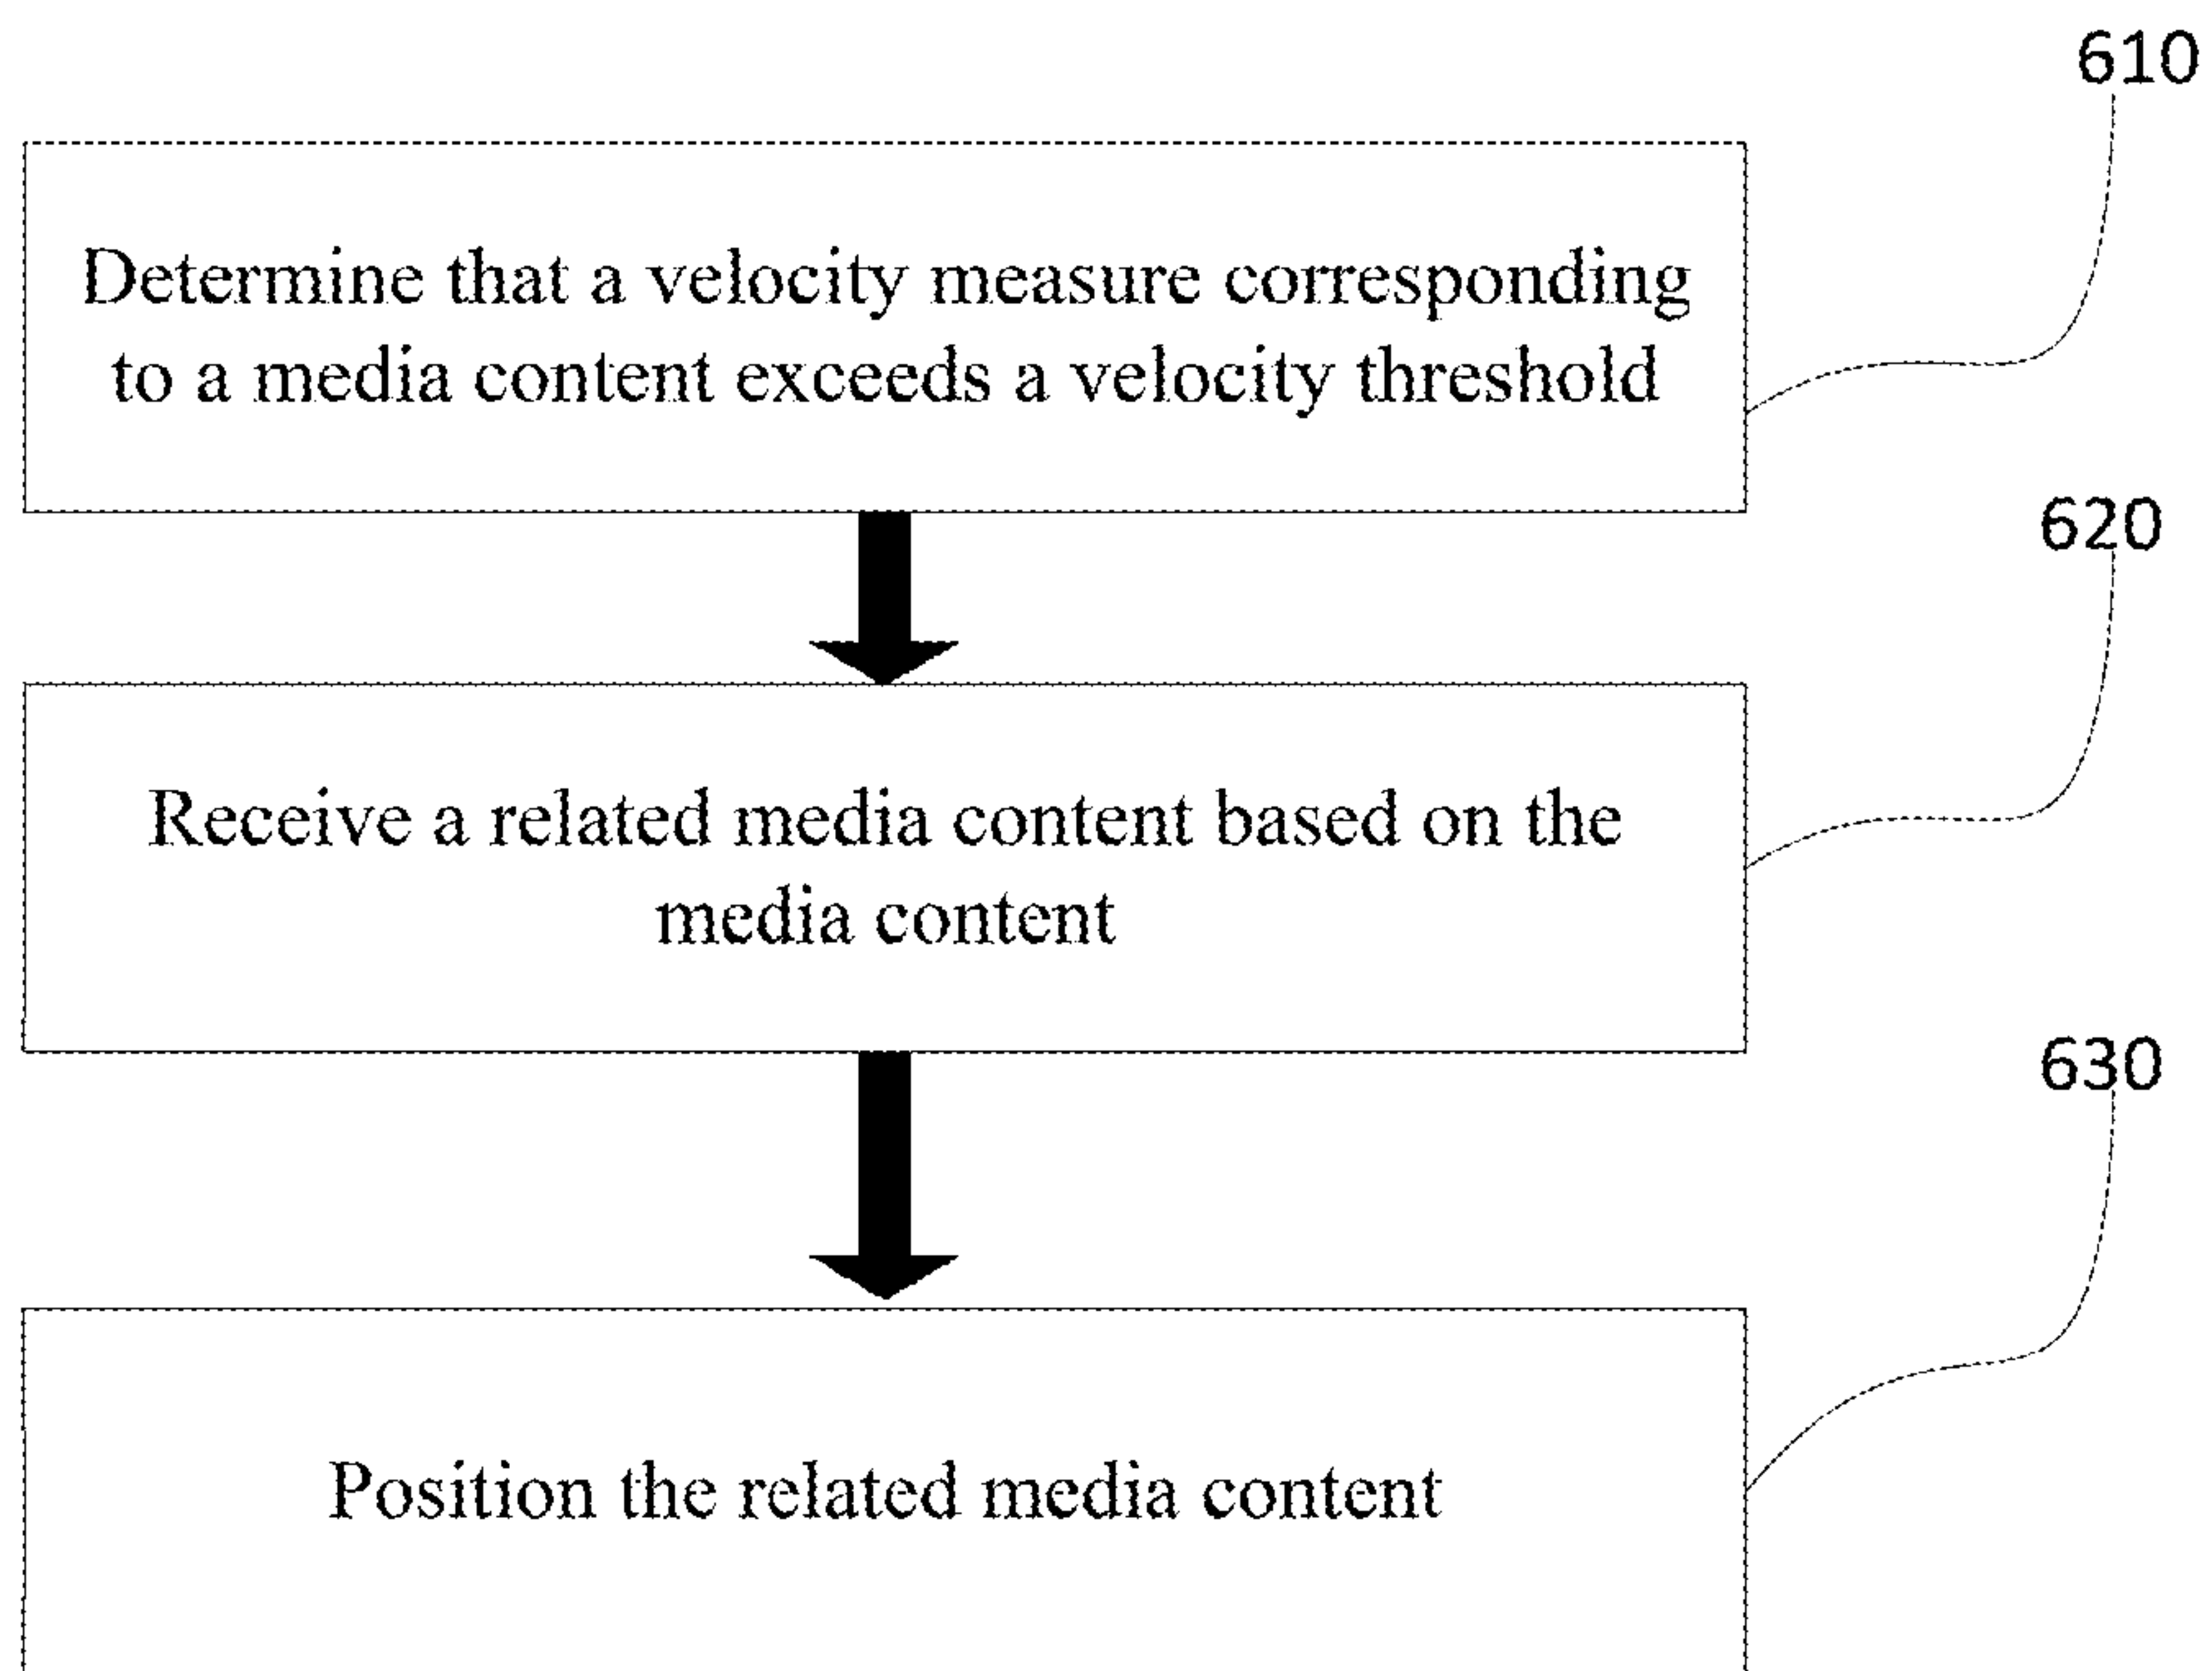 610
Determine that a velocity measure corresponding
to a media content exceeds a velocity threshold
620
Receive a related media content based on the
media content
630
Position the related media content